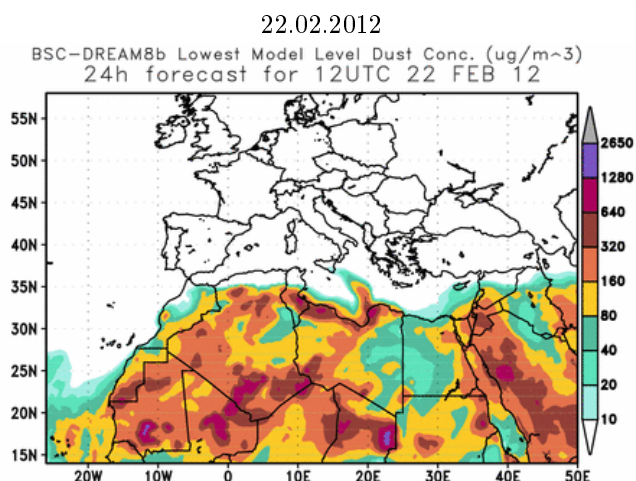 22.02.2012
BSC-DREAM8b Lowest Model Level Dust Conc. (ug/m^3)
24h forecast for 12UTC 22 FEB 12
55N
50N
45N
40N
35N
30N
25N
20N
15N
20W
10W
0
10E
20E
30E
40E
50E
2650
1280
640
320
160
80
40
20
10